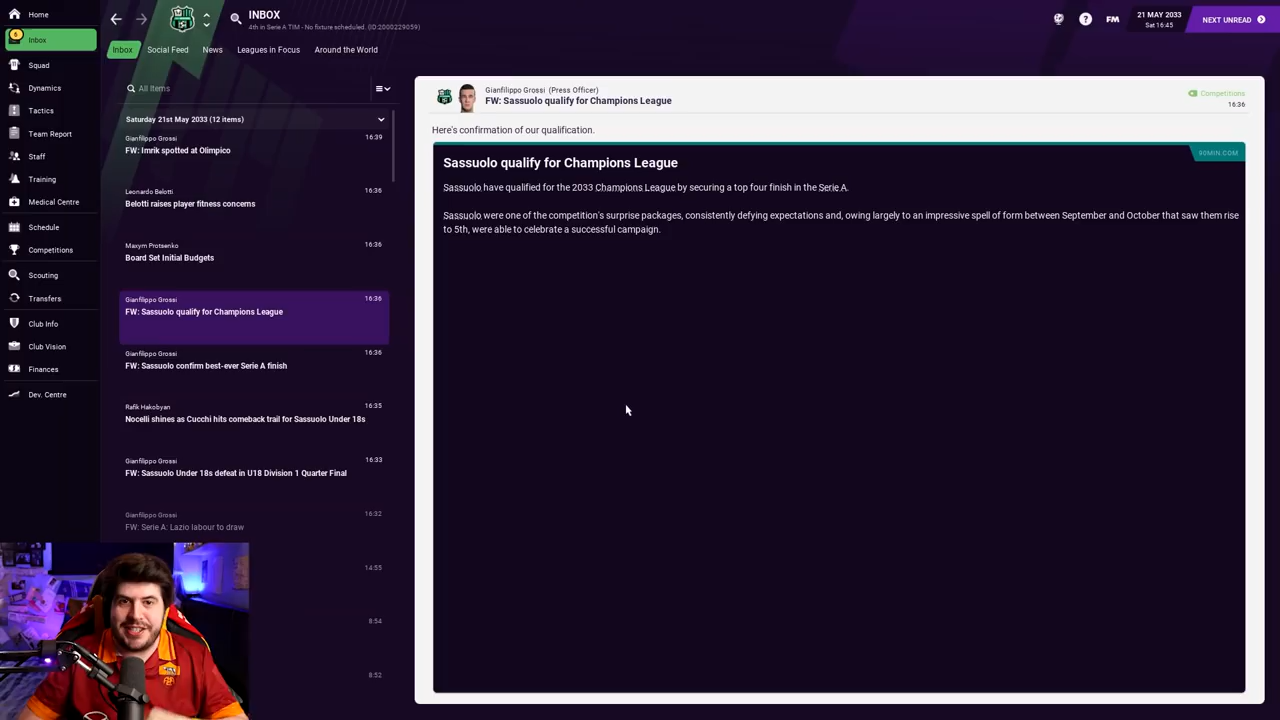 Home
6
Inbox
Squad
Dynamics
Tactics
Team Report
Staff
Training
Medical Centre
Schedule
Competitions
Scouting
Transfers
Club Info
Club Vision
Finances
Dev. Centre
INBOX
4th in Serie A TIM - No fixture scheduled (ID:2000229059)
FM
21 MAY 2033
Sat 16:45
NEXT UNREAD
Inbox
Social Feed
News
Leagues in Focus
Around the World
All Items
Saturday 21st May 2033 (12 items)
Gianfilippo Grossi 16:39
FW: Imrik spotted at Olimpico
Leonardo Belotti 16:36
Belotti raises player fitness concerns
Maxym Protsenko 16:36
Board Set Initial Budgets
Gianfilippo Grossi 16:36
FW: Sassuolo qualify for Champions League
Gianfilippo Grossi 16:36
FW: Sassuolo confirm best-ever Serie A finish
Rafik Hakobyan 16:35
Nocelli shines as Cucchi hits comeback trail for Sassuolo Under 18s
Gianfilippo Grossi 16:33
FW: Sassuolo Under 18s defeat in U18 Division 1 Quarter Final
Gianfilippo Grossi 16:32
FW: Serie A: Lazio labour to draw
14:55
8:54
8:52
Gianfilippo Grossi (Press Officer)
FW: Sassuolo qualify for Champions League
Competitions
16:36
Here's confirmation of our qualification.
90MIN.COM
Sassuolo qualify for Champions League
Sassuolo have qualified for the 2033 Champions League by securing a top four finish in the Serie A.
Sassuolo were one of the competition's surprise packages, consistently defying expectations and, owing largely to an impressive spell of form between September and October that saw them rise
to 5th, were able to celebrate a successful campaign.